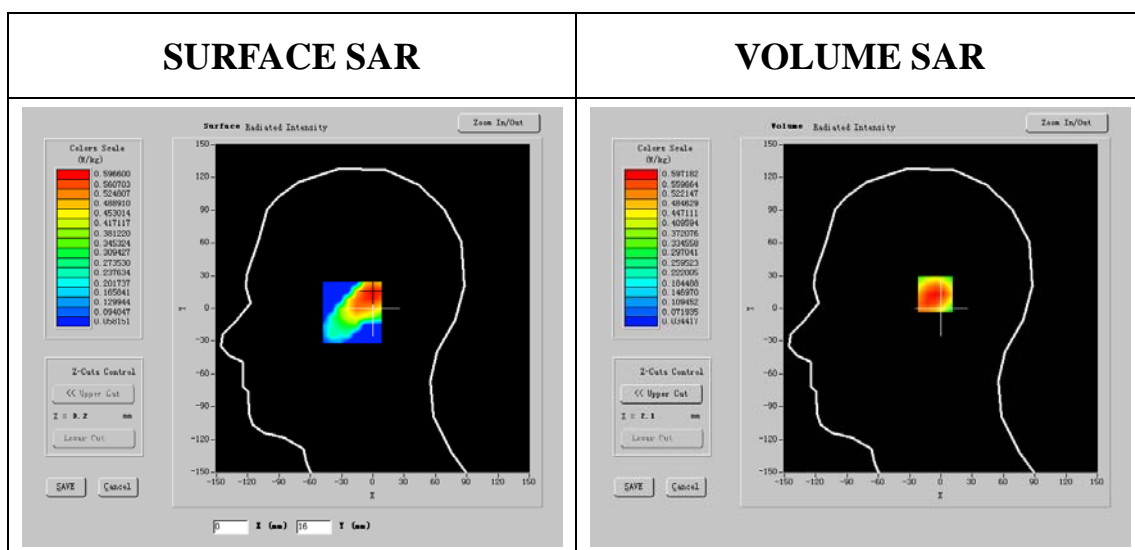 SURFACE SAR
VOLUME SAR
Surface Radiated Intensity
Zoom In/Out
Colors Scale
(W/kg)
0.596600
0.560703
0.524807
0.488910
0.453014
0.417117
0.381220
0.345324
0.309427
0.273530
0.237634
0.201737
0.165841
0.129944
0.094047
0.058151
150
120
90
60
30
0
-30
-60
-90
-120
-150
Y
-150 -120 -90 -60 -30 0 30 60 90 120 150
X
Z-Cuts Control
<< Upper Cut
Z = 0.2 mm
Lower Cut
SAVE Cancel
0 X (mm) 16 Y (mm)
Volume Radiated Intensity
Zoom In/Out
Colors Scale
(W/kg)
0.597182
0.559664
0.522147
0.484629
0.447111
0.409594
0.372076
0.334558
0.297041
0.259523
0.222005
0.184488
0.146970
0.109452
0.071935
0.034417
150
120
90
60
30
0
-30
-60
-90
-120
-150
Y
-150 -120 -90 -60 -30 0 30 60 90 120 150
X
Z-Cuts Control
<< Upper Cut
Z = 2.1 mm
Lower Cut
SAVE Cancel